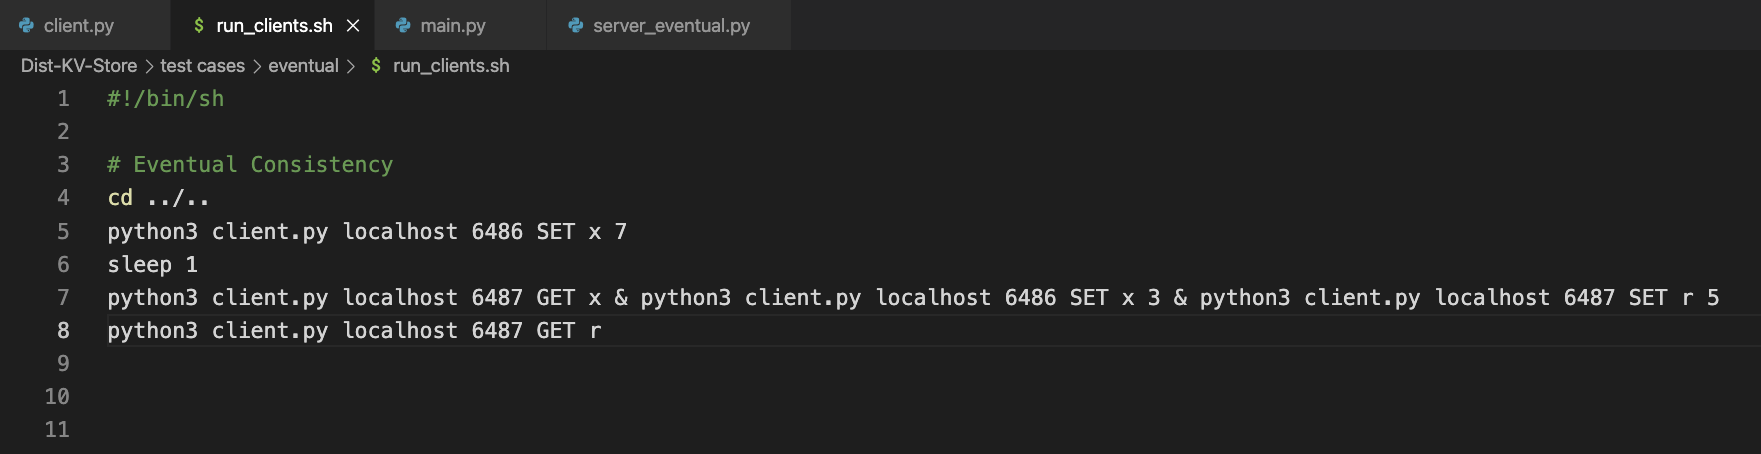 client.py $ run_clients.sh × main.py server_eventual.py
Dist-KV-Store > test cases > eventual > $ run_clients.sh
1 #!/bin/sh
2
3 # Eventual Consistency
4 cd ../..
5 python3 client.py localhost 6486 SET x 7
6 sleep 1
7 python3 client.py localhost 6487 GET x & python3 client.py localhost 6486 SET x 3 & python3 client.py localhost 6487 SET r 5
8 python3 client.py localhost 6487 GET r
9
10
11